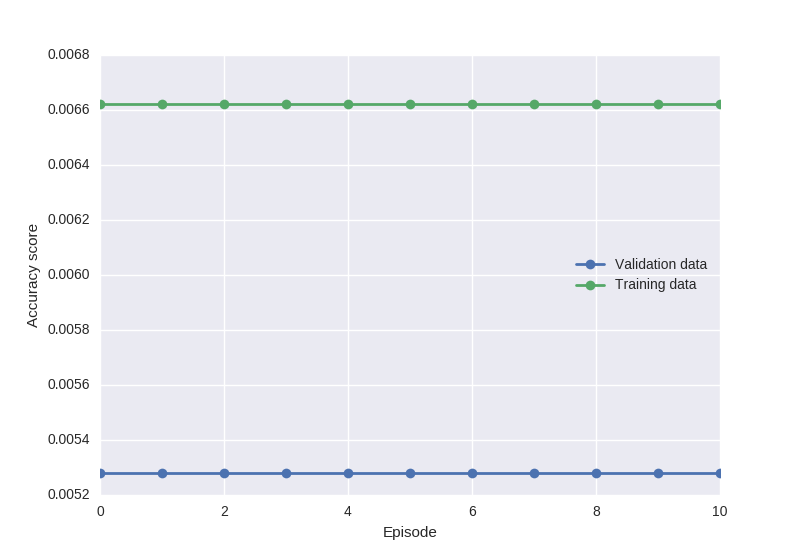 0.0068
0.0066
0.0064
0.0062
0.0060
0.0058
0.0056
0.0054
0.0052
Accuracy score
Validation data
Training data
0 2 4 6 8 10
Episode